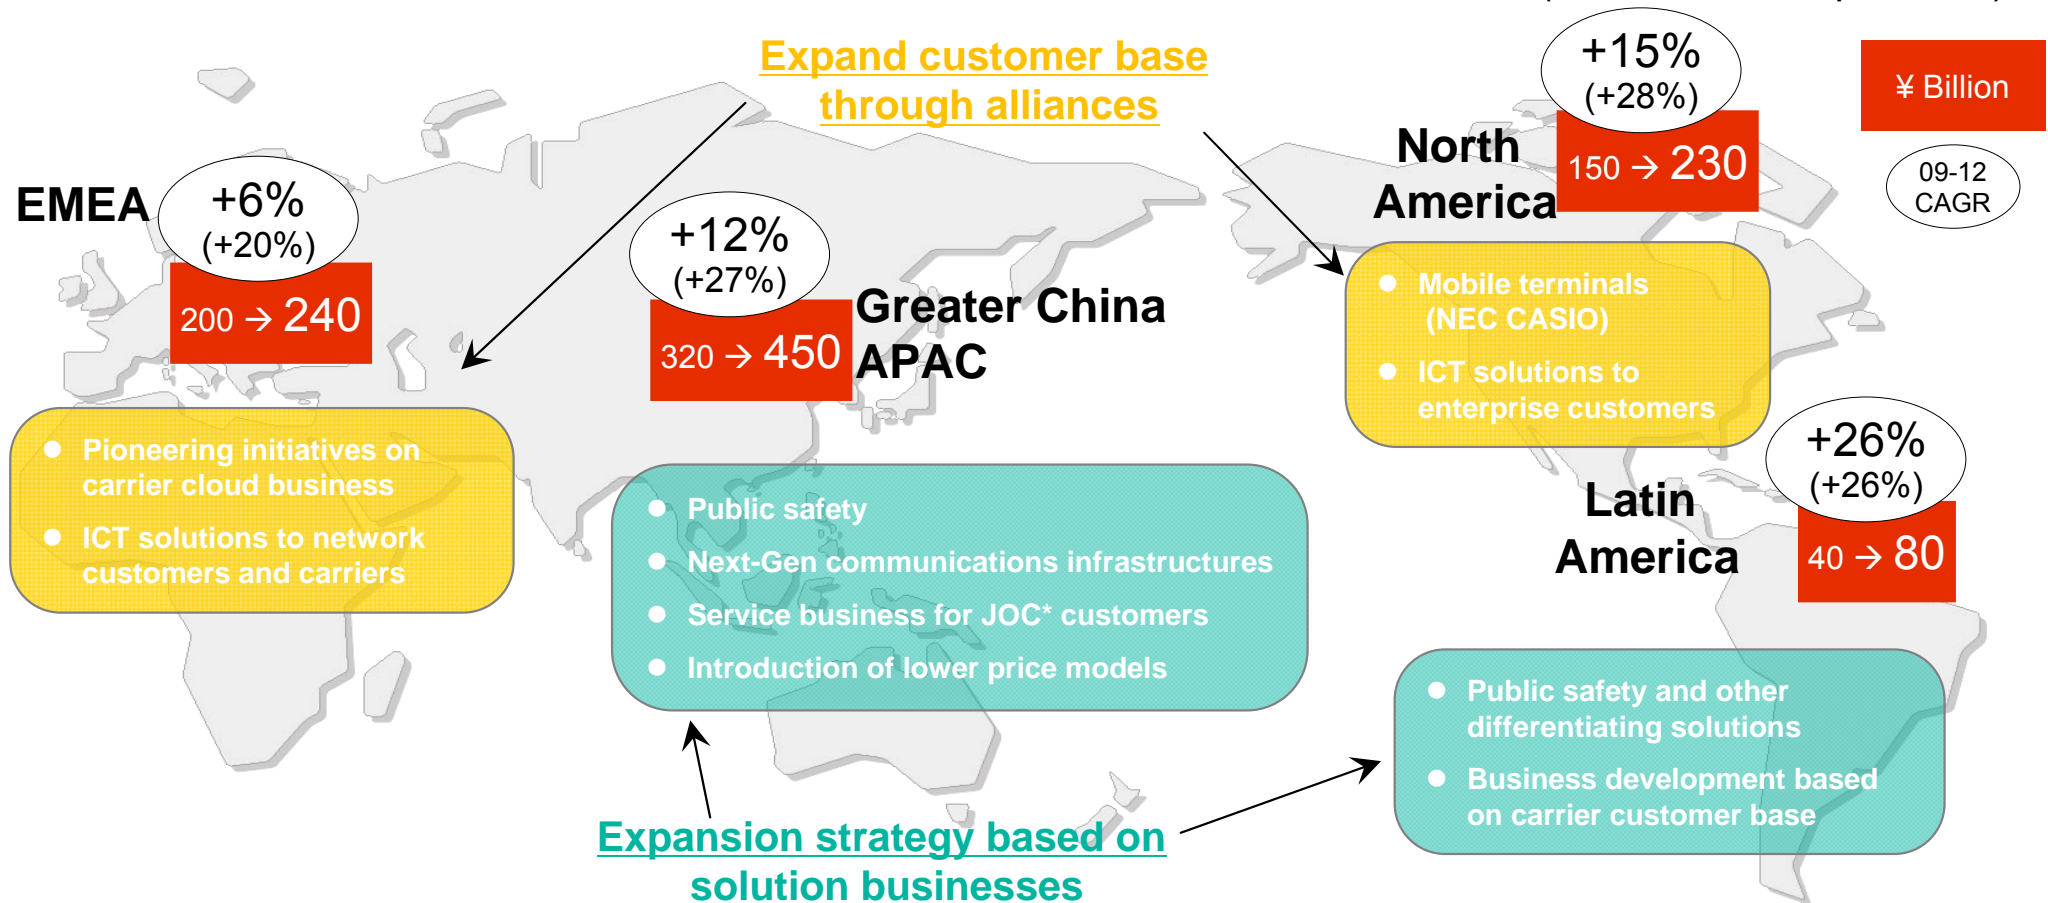 Expand customer base
through alliances
+15%
(+28%)
¥ Billion
North
America
150 → 230
09-12
CAGR
EMEA
+6%
(+20%)
200 → 240
+12%
(+27%)
320 → 450
Greater China
APAC
● Mobile terminals
(NEC CASIO)
● ICT solutions to
enterprise customers
● Pioneering initiatives on
carrier cloud business
● ICT solutions to network
customers and carriers
● Public safety
● Next-Gen communications infrastructures
● Service business for JOC* customers
● Introduction of lower price models
+26%
(+26%)
Latin
America
40 → 80
● Public safety and other
differentiating solutions
● Business development based
on carrier customer base
Expansion strategy based on
solution businesses